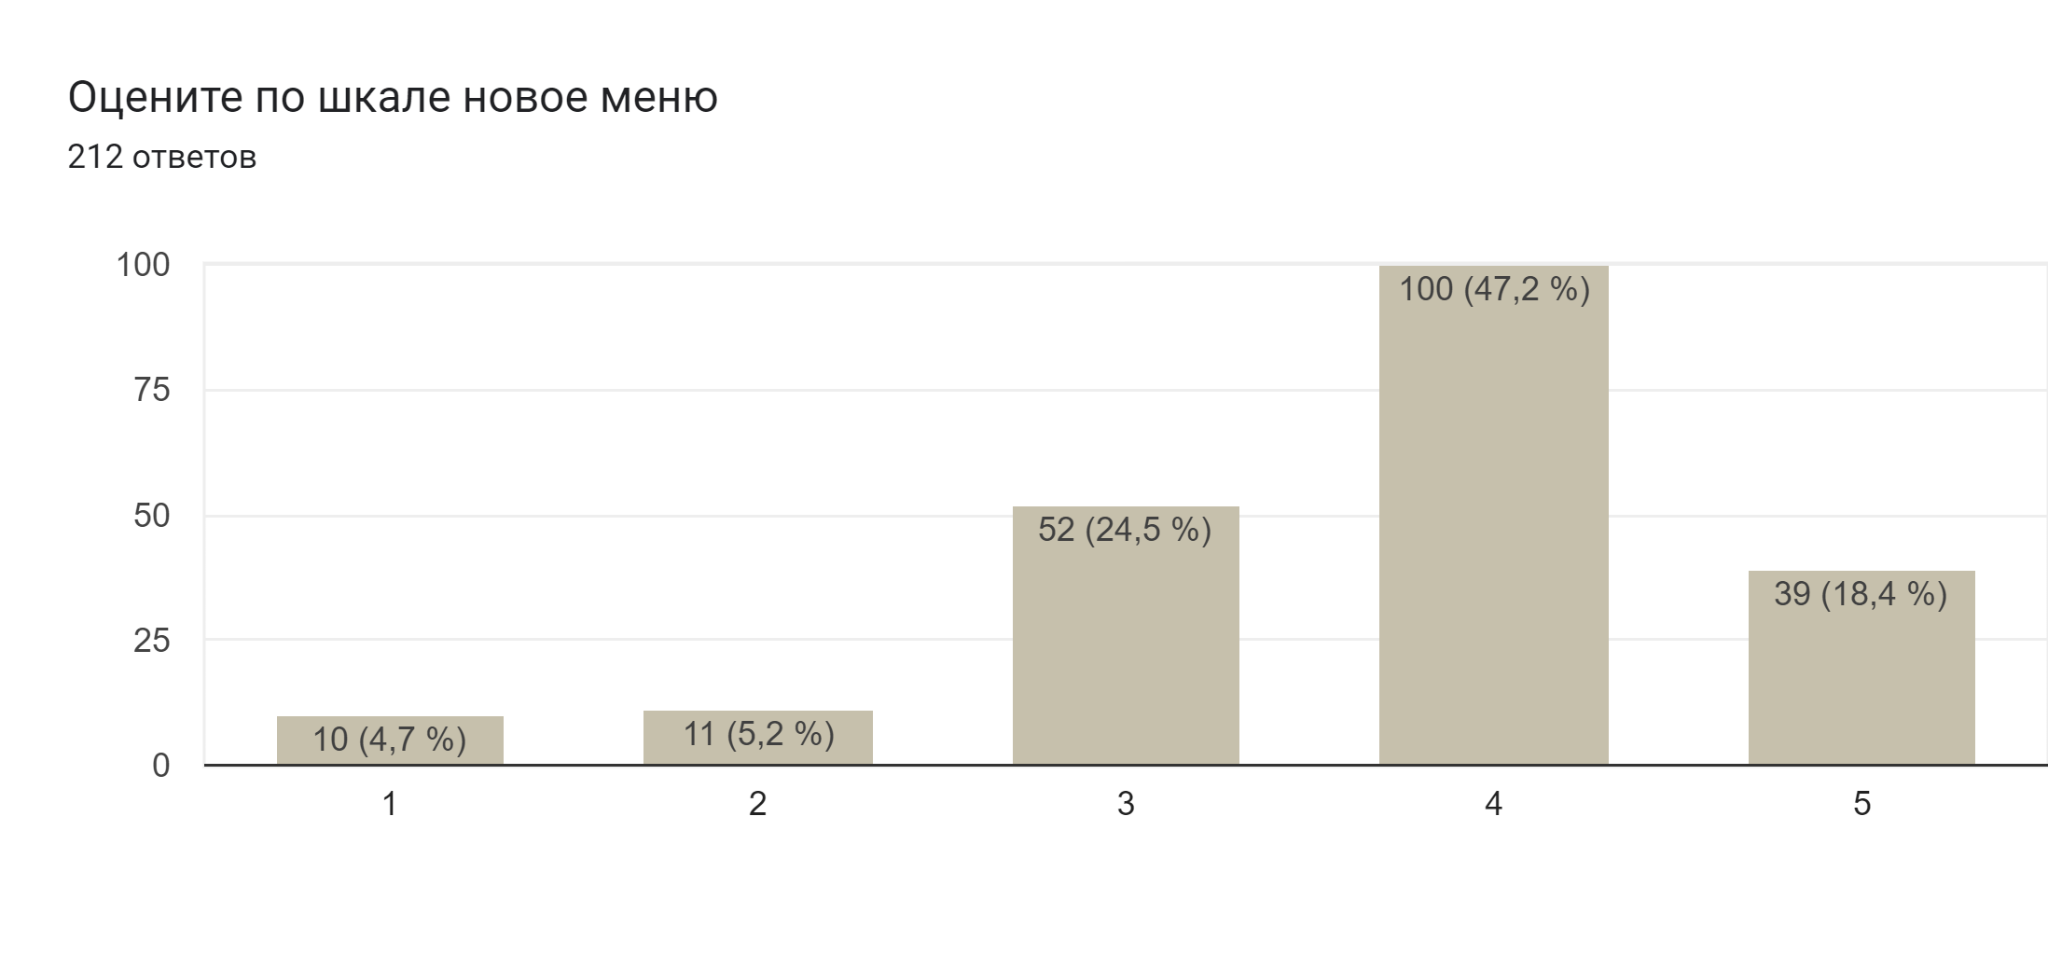 Оцените по шкале новое меню
212 ответов
100
75
50
25
0
10 (4,7 %)
11 (5,2 %)
52 (24,5 %)
100 (47,2 %)
39 (18,4 %)
1
2
3
4
5